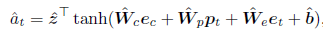 â_t = ẑ^⊤ tanh(Ŵ_c e_c + Ŵ_p p_t + Ŵ_e e_t + b̂).